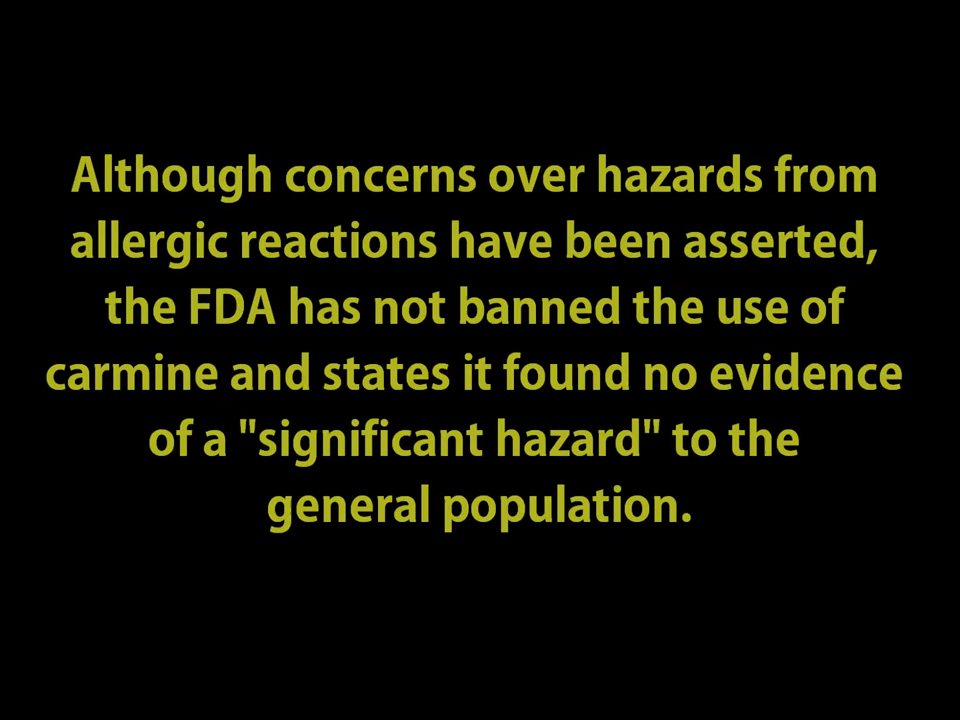 Although concerns over hazards from
allergic reactions have been asserted,
the FDA has not banned the use of
carmine and states it found no evidence
of a "significant hazard" to the
general population.